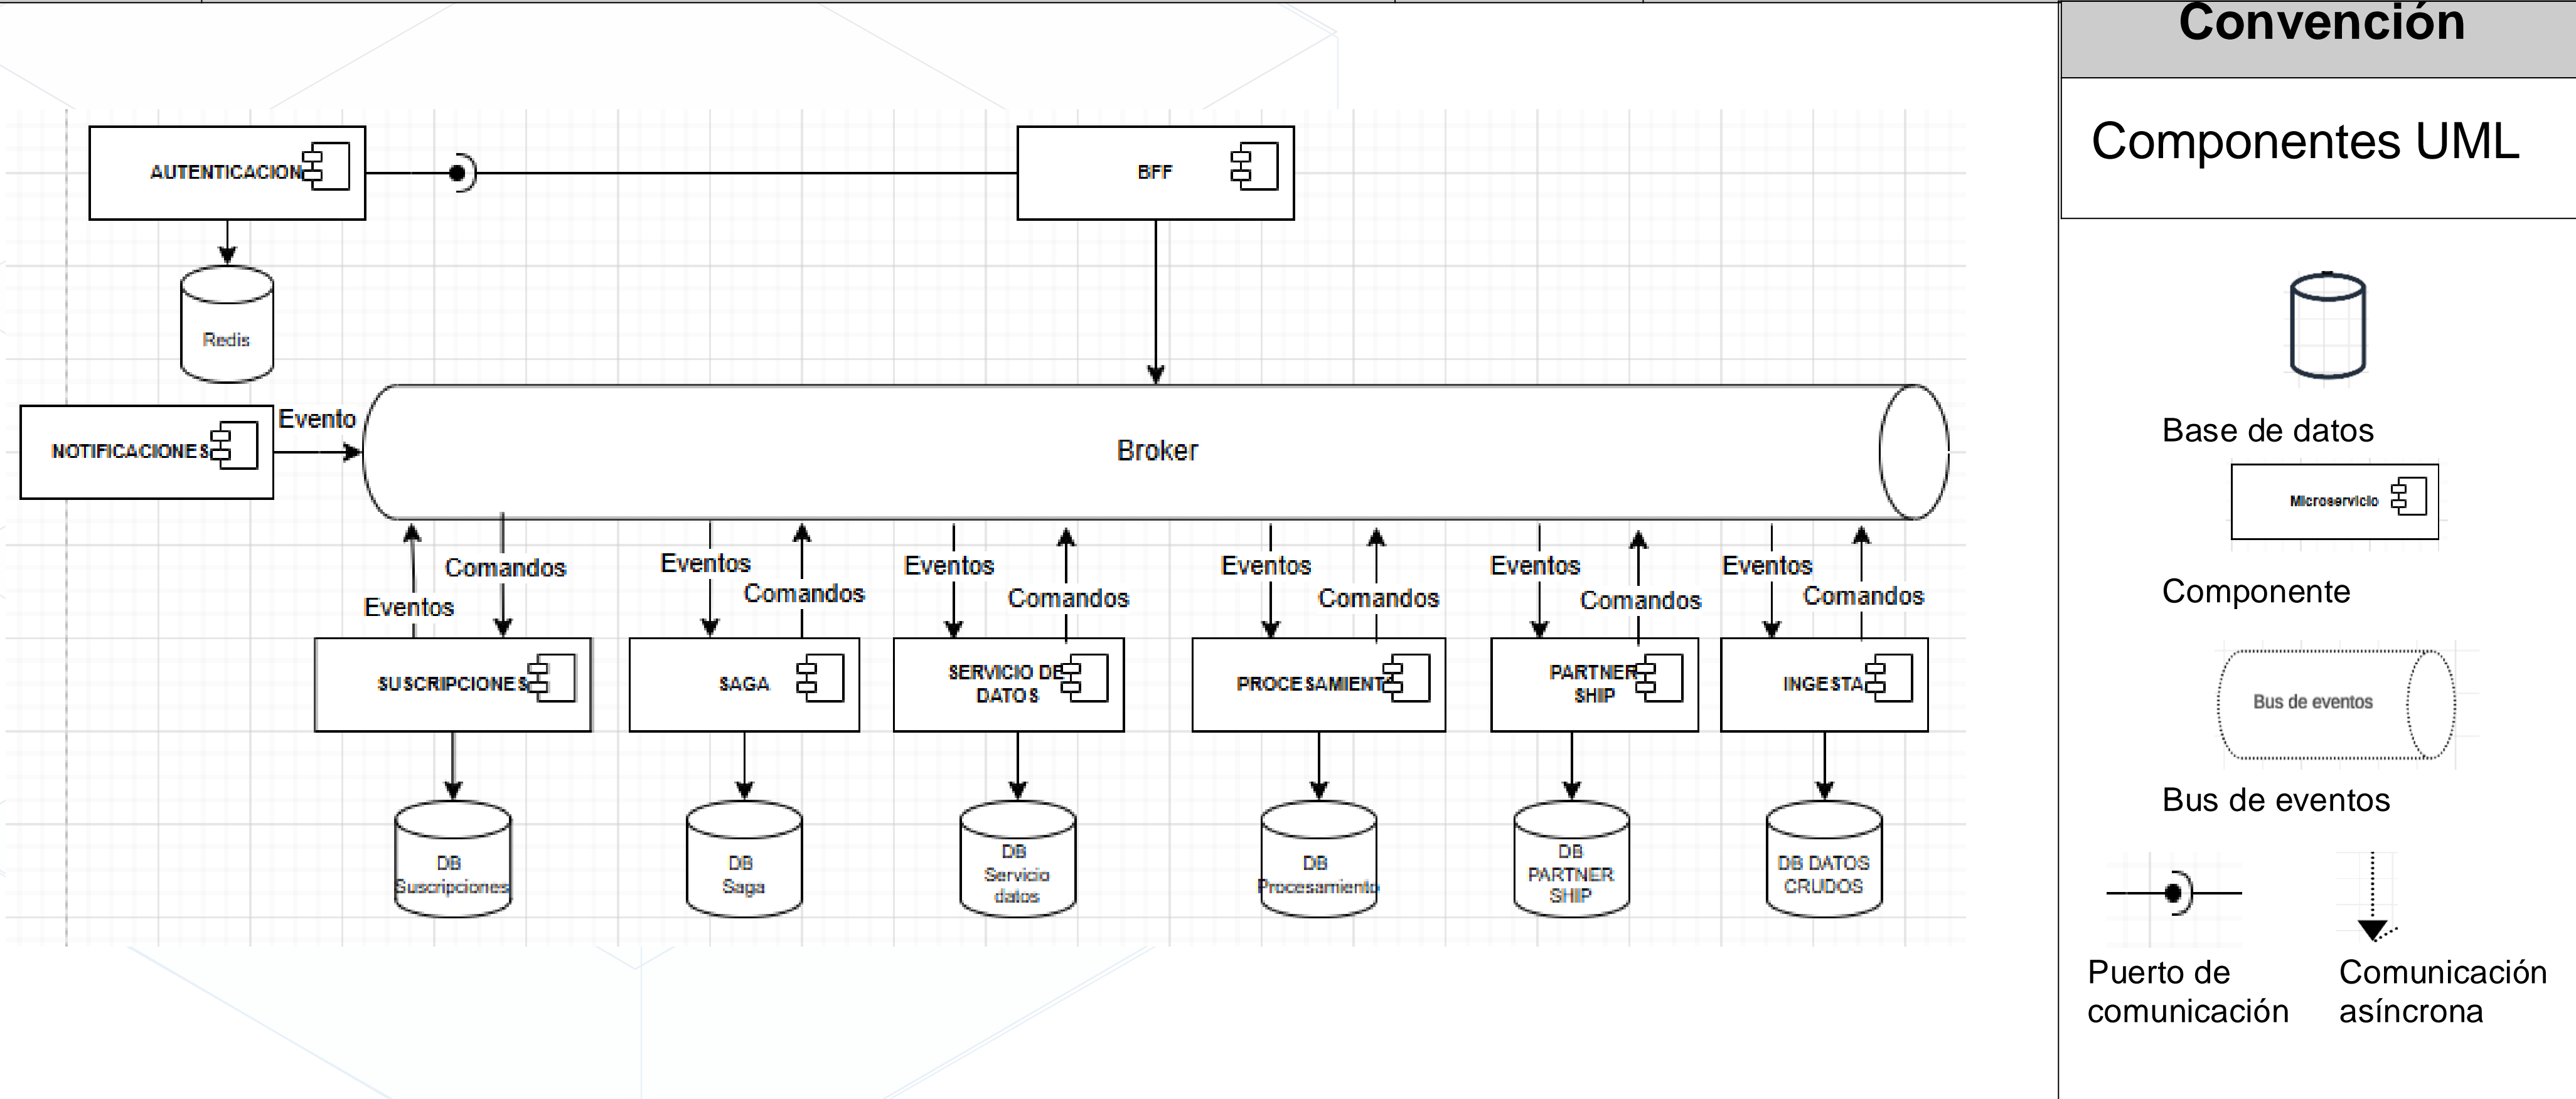 Convención
Componentes UML
AUTENTICACION
BFF
Redis
NOTIFICACIONES
Evento
Broker
Comandos
Eventos
Eventos
Comandos
Eventos
Comandos
Eventos
Comandos
Eventos
Comandos
Eventos
Comandos
SUSCRIPCIONES
SAGA
SERVICIO DE
DATOS
PROCESAMIENTO
PARTNER
SHIP
INGESTA
DB
Suscripciones
DB
Saga
DB
Servicio
datos
DB
Procesamiento
DB
PARTNER
SHIP
DB DATOS
CRUDOS
Base de datos
Microservicio
Componente
Bus de eventos
Bus de eventos
Puerto de
comunicación
Comunicación
asíncrona